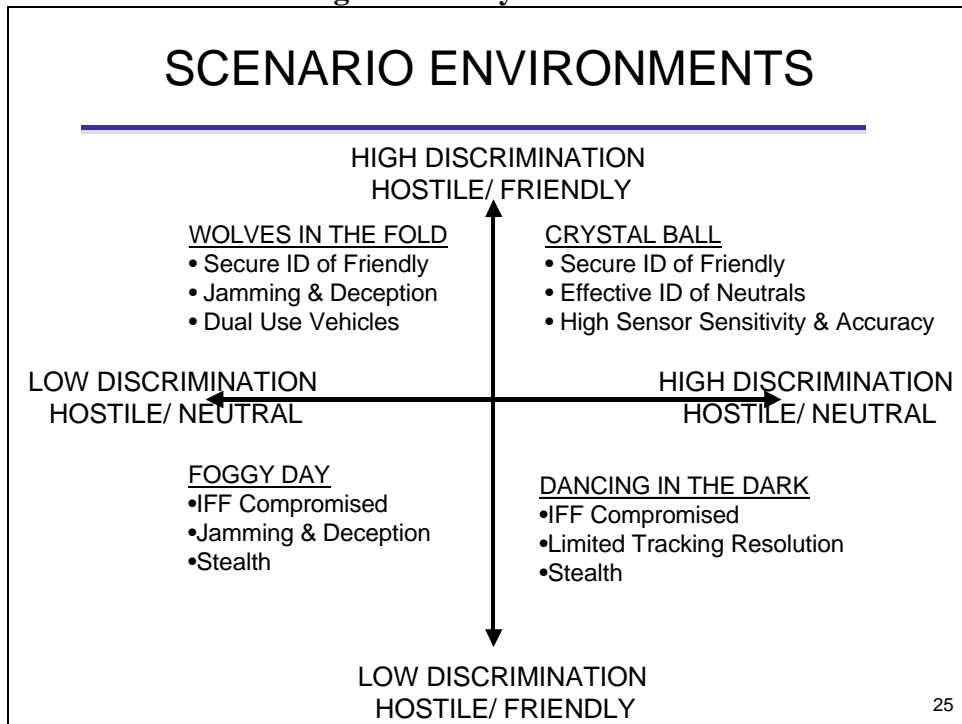 SCENARIO ENVIRONMENTS
HIGH DISCRIMINATION
HOSTILE/ FRIENDLY
WOLVES IN THE FOLD
• Secure ID of Friendly
• Jamming & Deception
• Dual Use Vehicles
CRYSTAL BALL
• Secure ID of Friendly
• Effective ID of Neutrals
• High Sensor Sensitivity & Accuracy
LOW DISCRIMINATION
HOSTILE/ NEUTRAL
HIGH DISCRIMINATION
HOSTILE/ NEUTRAL
FOGGY DAY
•IFF Compromised
•Jamming & Deception
•Stealth
DANCING IN THE DARK
•IFF Compromised
•Limited Tracking Resolution
•Stealth
LOW DISCRIMINATION
HOSTILE/ FRIENDLY
25